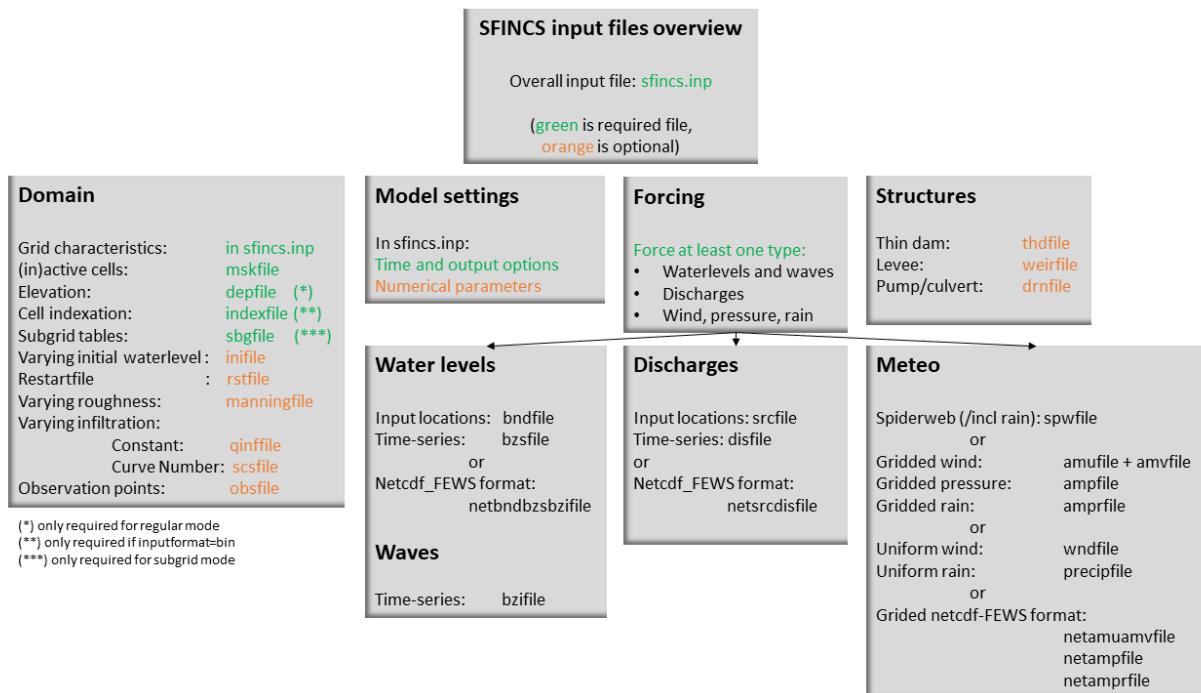 SFINCS input files overview
Overall input file: sfincs.inp
(green is required file,
orange is optional)
Domain
Grid characteristics: in sfincs.inp
(in)active cells: mskfile
Elevation: depfile (*)
Cell indexation: indexfile (**)
Subgrid tables: sbgfile (***)
Varying initial waterlevel : inifile
Restartfile : rstfile
Varying roughness: manningfile
Varying infiltration:
Constant: qinffile
Curve Number: scsfile
Observation points: obsfile
(*) only required for regular mode
(**) only required if inputformat=bin
(***) only required for subgrid mode
Model settings
In sfincs.inp:
Time and output options
Numerical parameters
Forcing
Force at least one type:
• Waterlevels and waves
• Discharges
• Wind, pressure, rain
Structures
Thin dam: thdfile
Levee: weirfile
Pump/culvert: drnfile
Water levels
Input locations: bndfile
Time-series: bzsfile
or
Netcdf_FEWS format:
netbndbzsbzifile
Waves
Time-series: bzifile
Discharges
Input locations: srcfile
Time-series: disfile
or
Netcdf_FEWS format:
netsrcdisfile
Meteo
Spiderweb (/incl rain): spwfile
or
Gridded wind: amufile + amvfile
Gridded pressure: ampfile
Gridded rain: amprfile
or
Uniform wind: wndfile
Uniform rain: precipfile
or
Grided netcdf-FEWS format:
netamuamvfile
netampfile
netamprfile